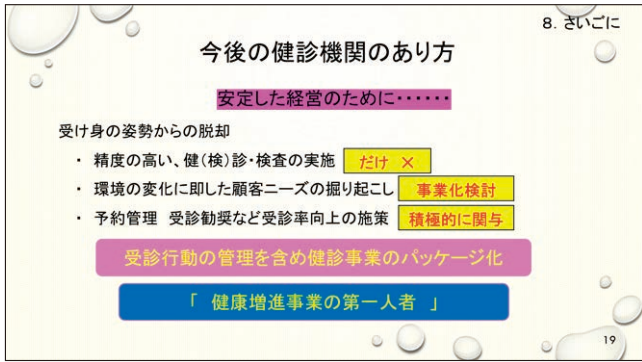 8. さいごに
今後の健診機関のあり方
安定した経営のために・・・・・・
受け身の姿勢からの脱却
・ 精度の高い、健(検)診・検査の実施 だけ ×
・ 環境の変化に即した顧客ニーズの掘り起こし 事業化検討
・ 予約管理 受診勧奨など受診率向上の施策 積極的に関与
受診行動の管理を含め健診事業のパッケージ化
「 健康増進事業の第一人者 」
19